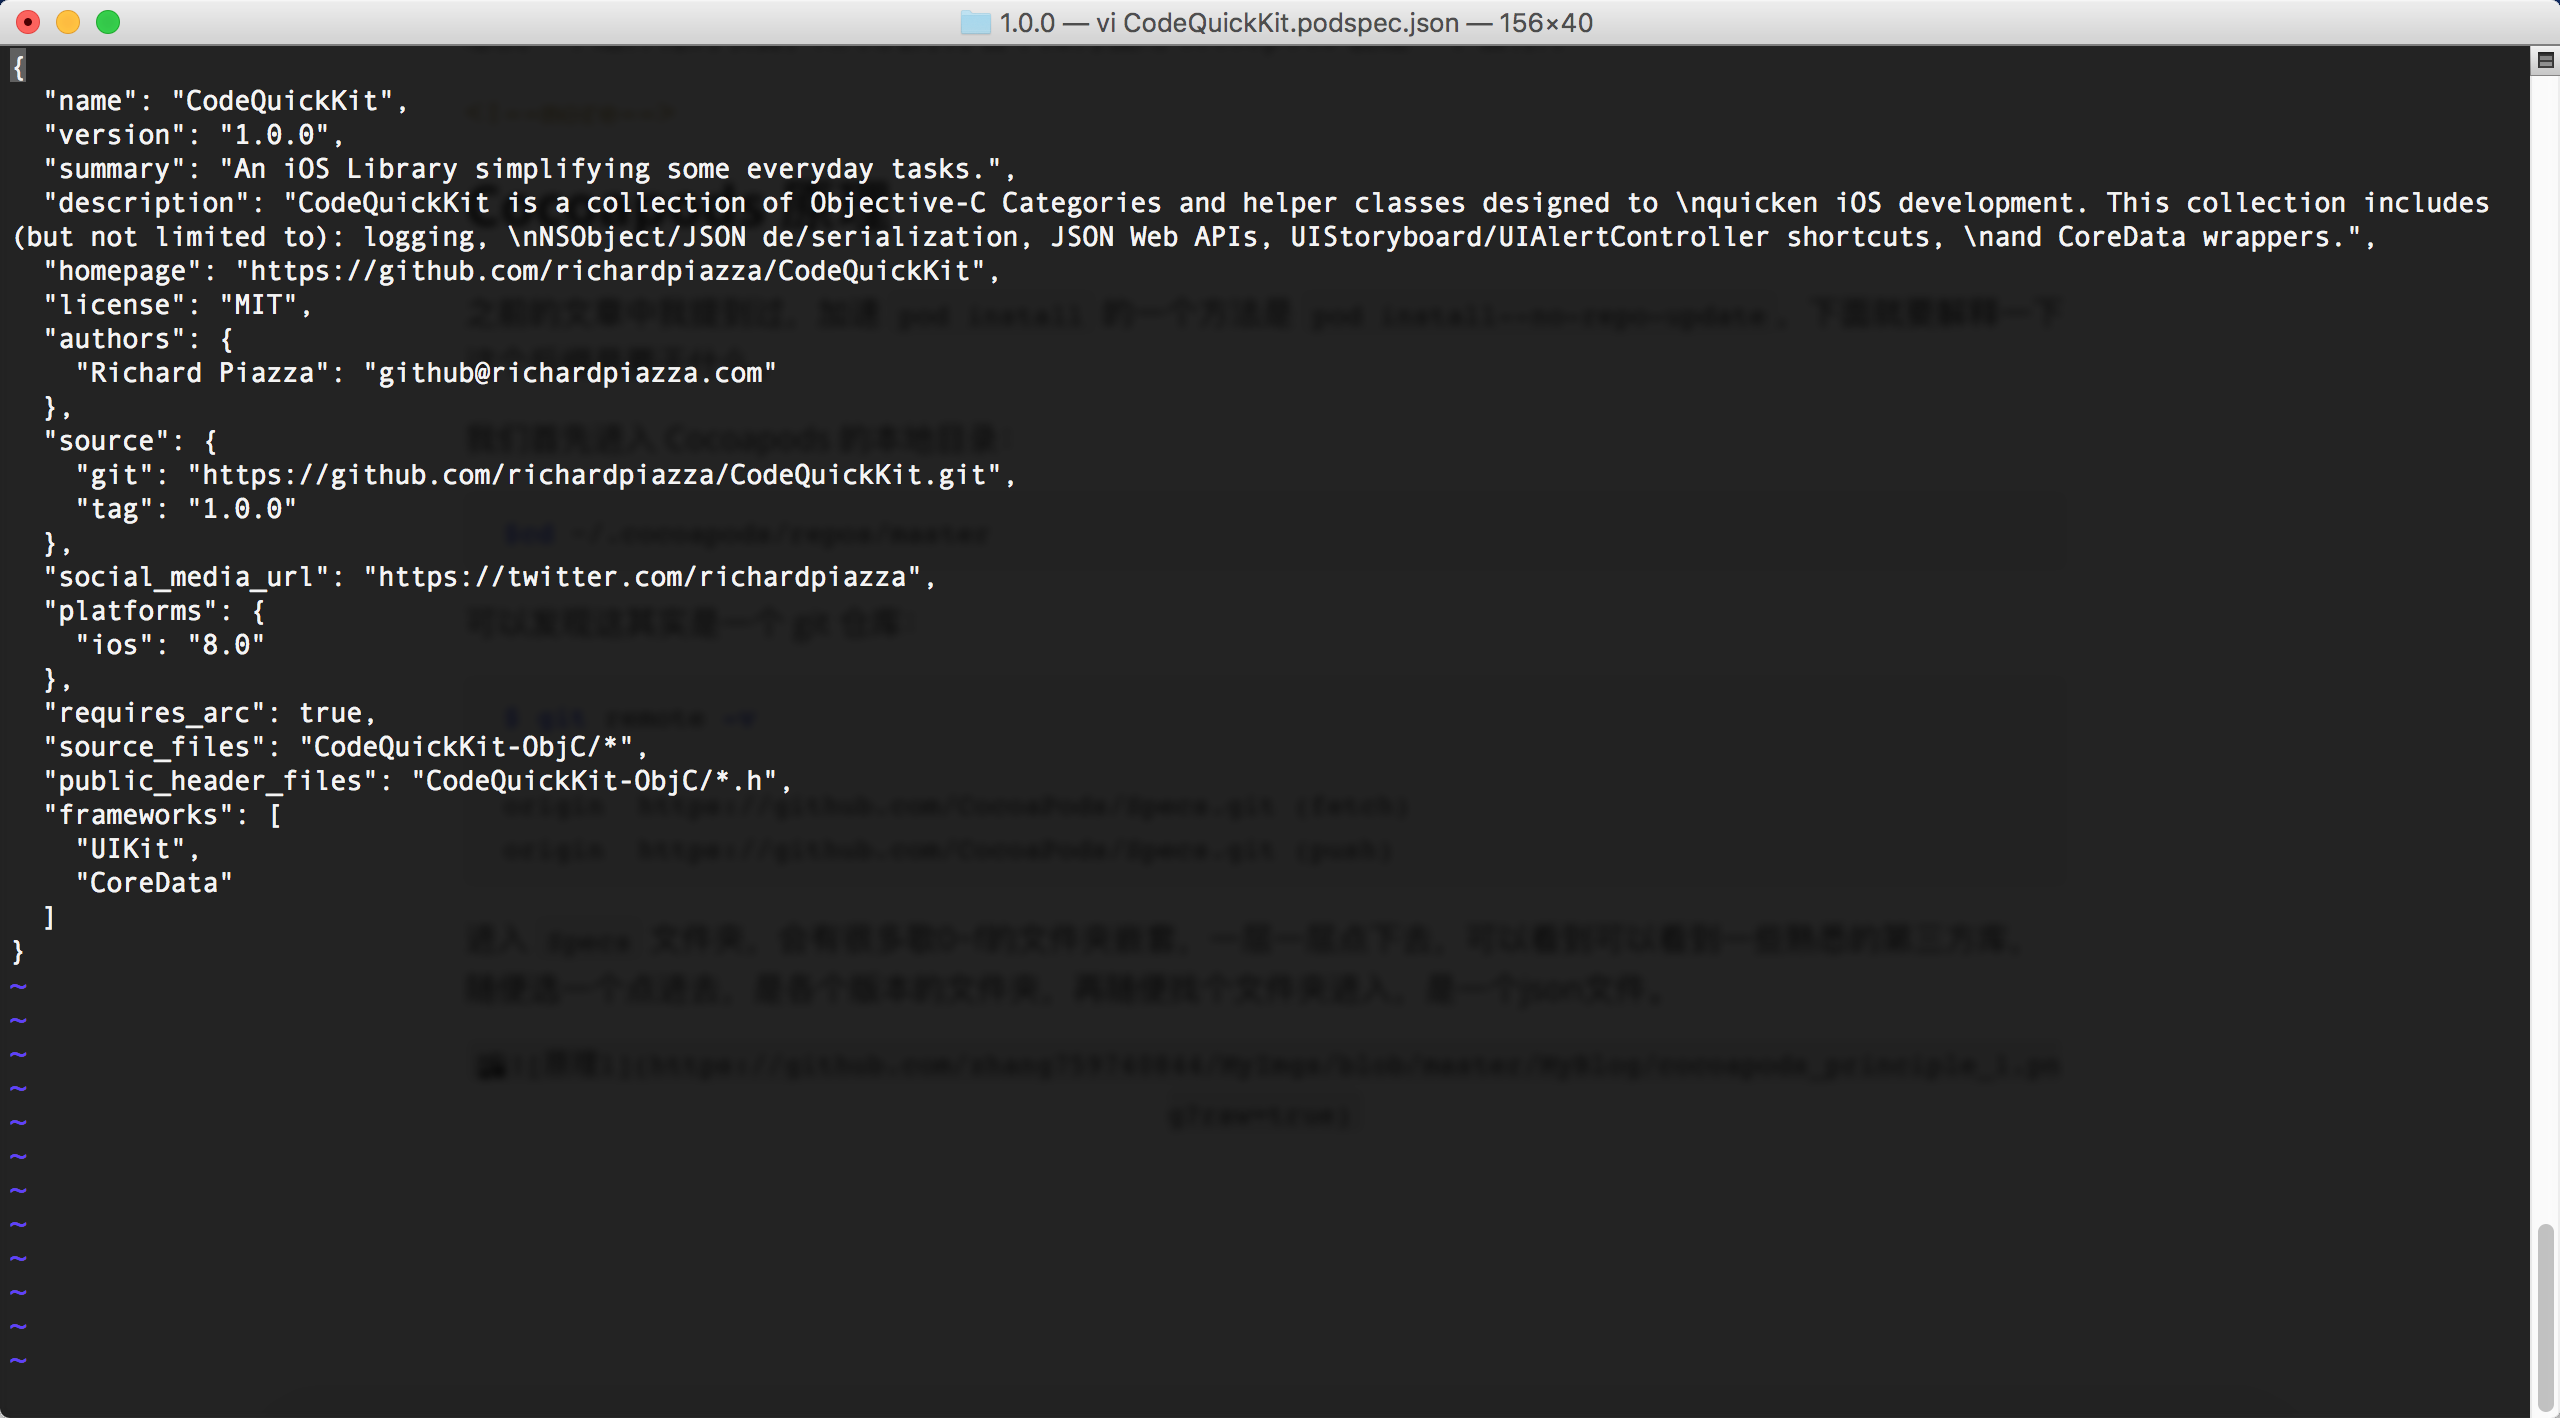 1.0.0 — vi CodeQuickKit.podspec.json — 156×40
{
  "name": "CodeQuickKit",
  "version": "1.0.0",
  "summary": "An iOS Library simplifying some everyday tasks.",
  "description": "CodeQuickKit is a collection of Objective-C Categories and helper classes designed to \nquicken iOS development. This collection includes
(but not limited to): logging, \nNSObject/JSON de/serialization, JSON Web APIs, UIStoryboard/UIAlertController shortcuts, \nand CoreData wrappers.",
  "homepage": "https://github.com/richardpiazza/CodeQuickKit",
  "license": "MIT",
  "authors": {
    "Richard Piazza": "github@richardpiazza.com"
  },
  "source": {
    "git": "https://github.com/richardpiazza/CodeQuickKit.git",
    "tag": "1.0.0"
  },
  "social_media_url": "https://twitter.com/richardpiazza",
  "platforms": {
    "ios": "8.0"
  },
  "requires_arc": true,
  "source_files": "CodeQuickKit-ObjC/*",
  "public_header_files": "CodeQuickKit-ObjC/*.h",
  "frameworks": [
    "UIKit",
    "CoreData"
  ]
}
~
~
~
~
~
~
~
~
~
~
~
~